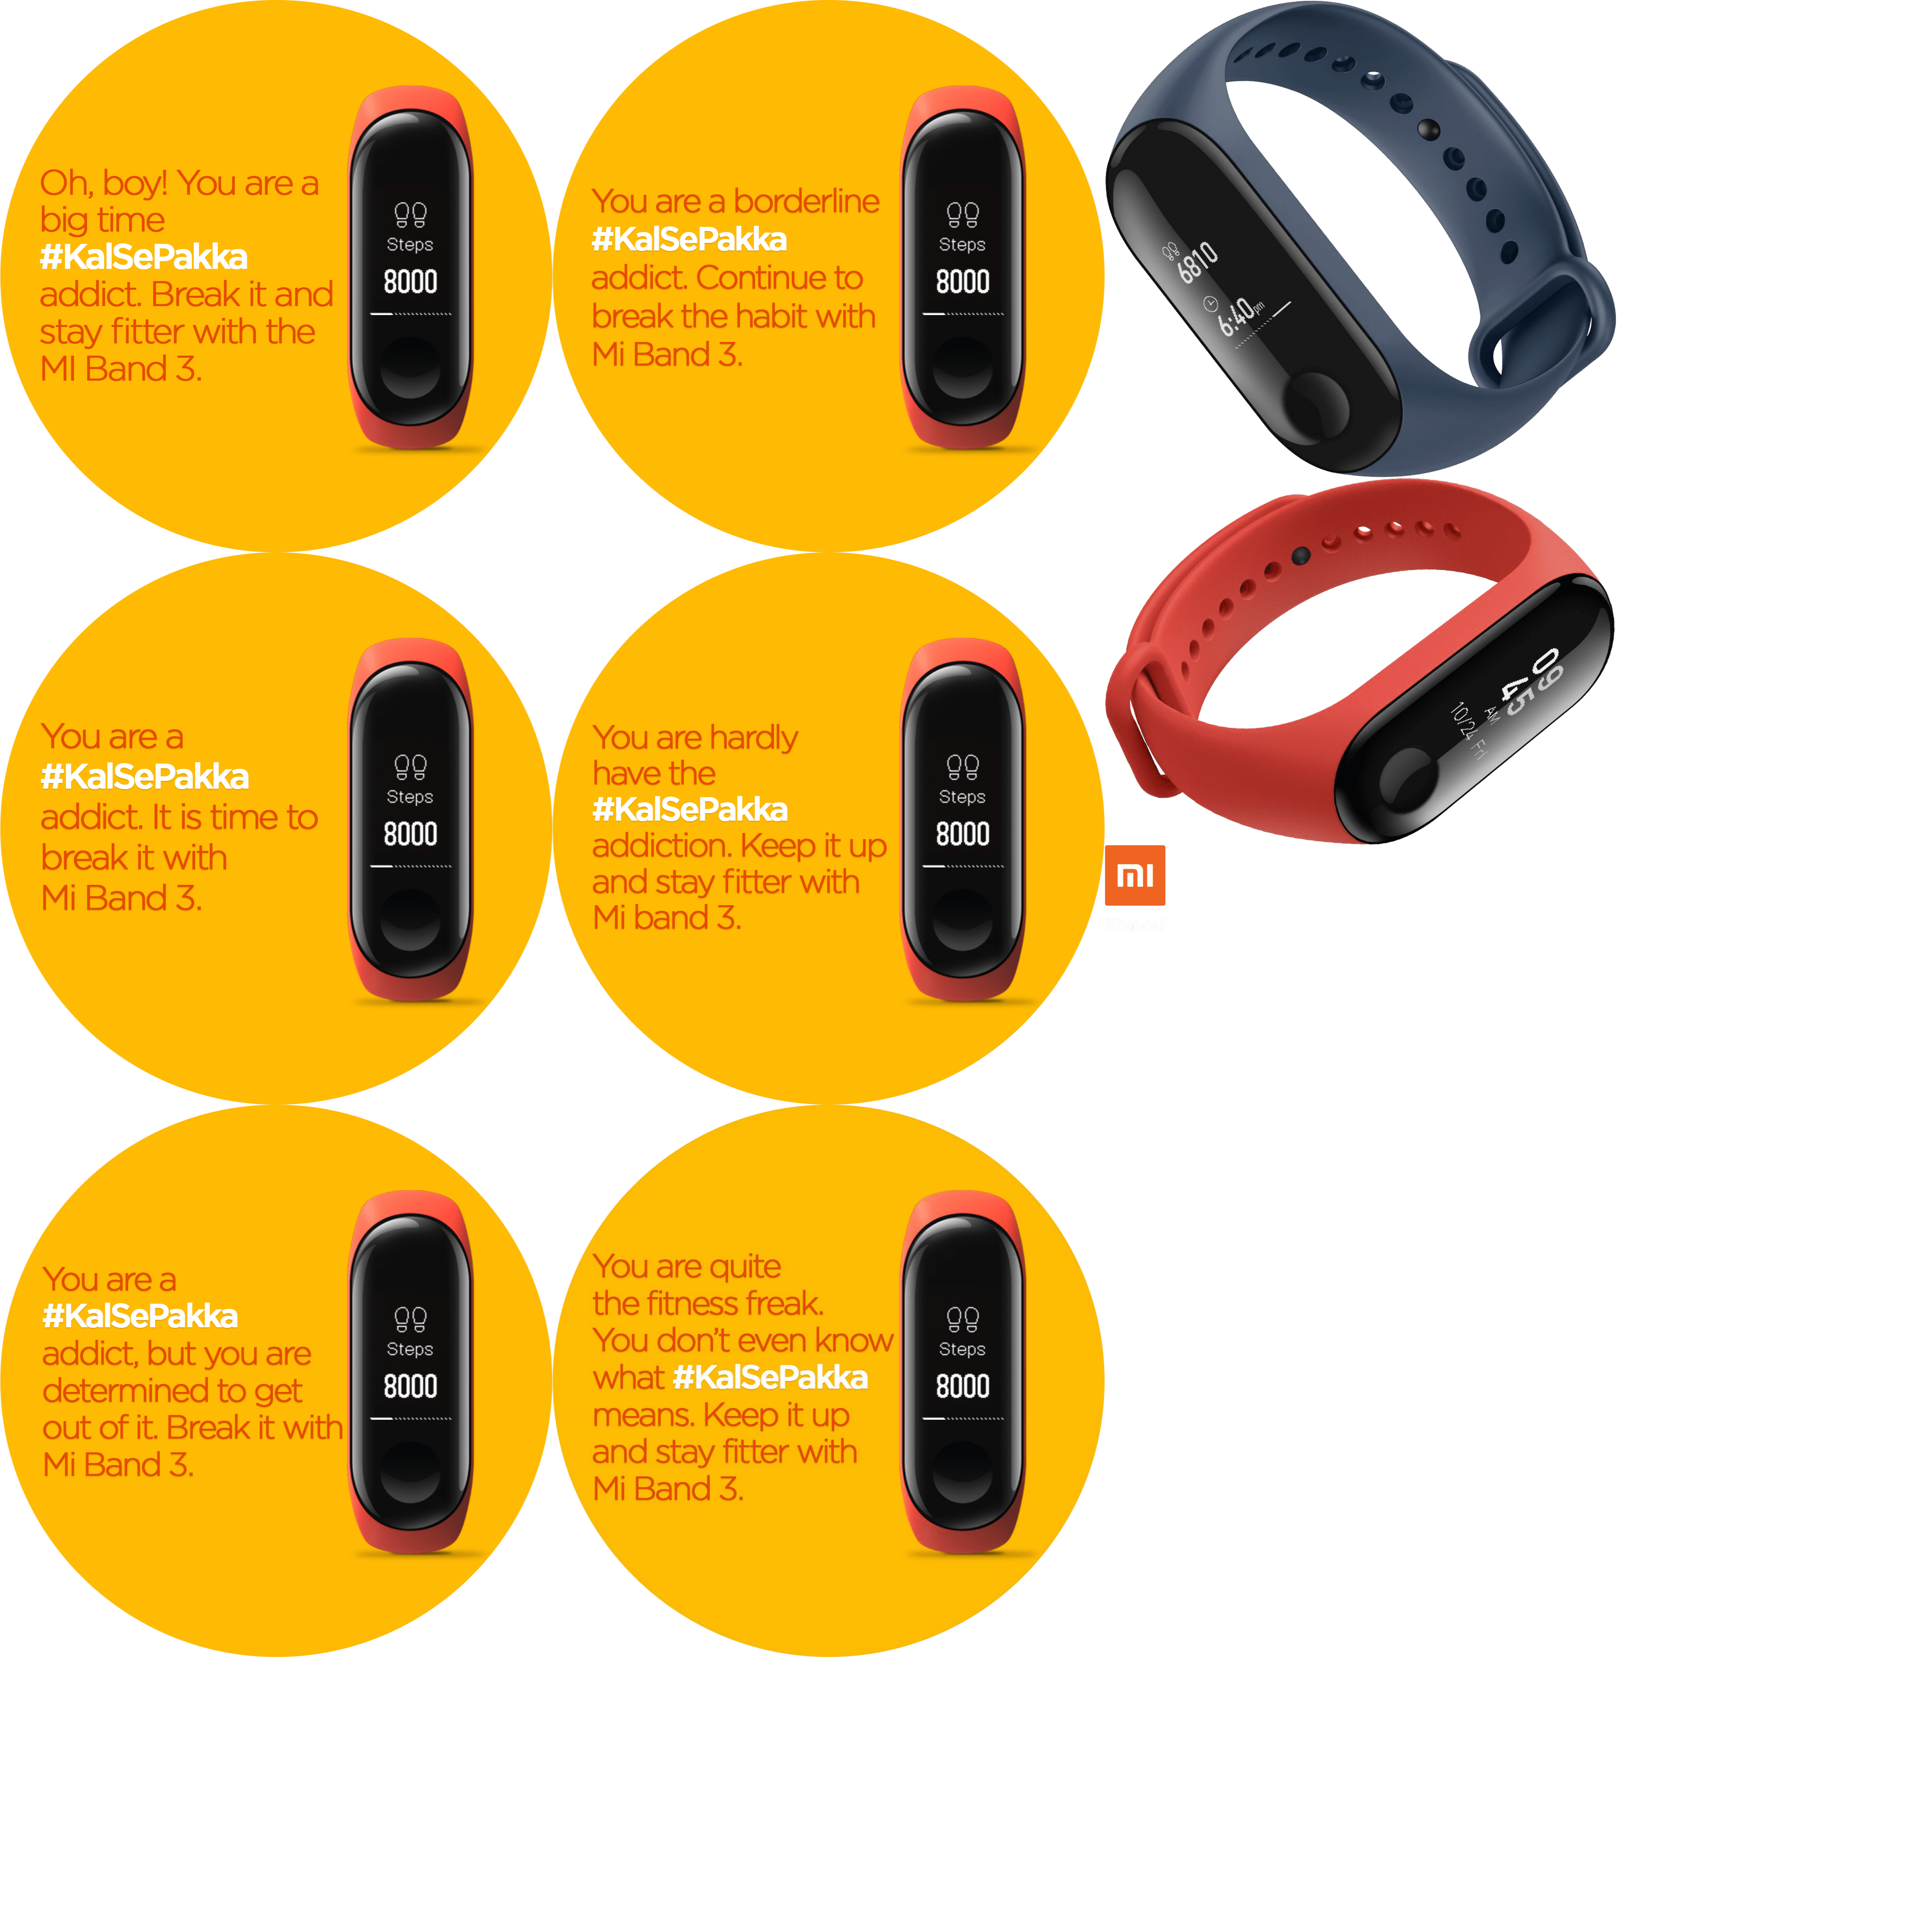 Oh, boy! You are a
big time
#KalSePakka
addict. Break it and
stay fitter with the
MI Band 3.
Steps
8000
You are a borderline
#KalSePakka
addict. Continue to
break the habit with
Mi Band 3.
Steps
8000
6810
6:40pm
09
45
AM
10/24 Fri
You are a
#KalSePakka
addict. It is time to
break it with
Mi Band 3.
Steps
8000
You are hardly
have the
#KalSePakka
addiction. Keep it up
and stay fitter with
Mi band 3.
Steps
8000
MI
You are a
#KalSePakka
addict, but you are
determined to get
out of it. Break it with
Mi Band 3.
Steps
8000
You are quite
the fitness freak.
You don't even know
what #KalSePakka
means. Keep it up
and stay fitter with
Mi Band 3.
Steps
8000